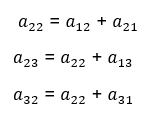 a₂₂ = a₁₂ + a₂₁
a₂₃ = a₂₂ + a₁₃
a₃₂ = a₂₂ + a₃₁